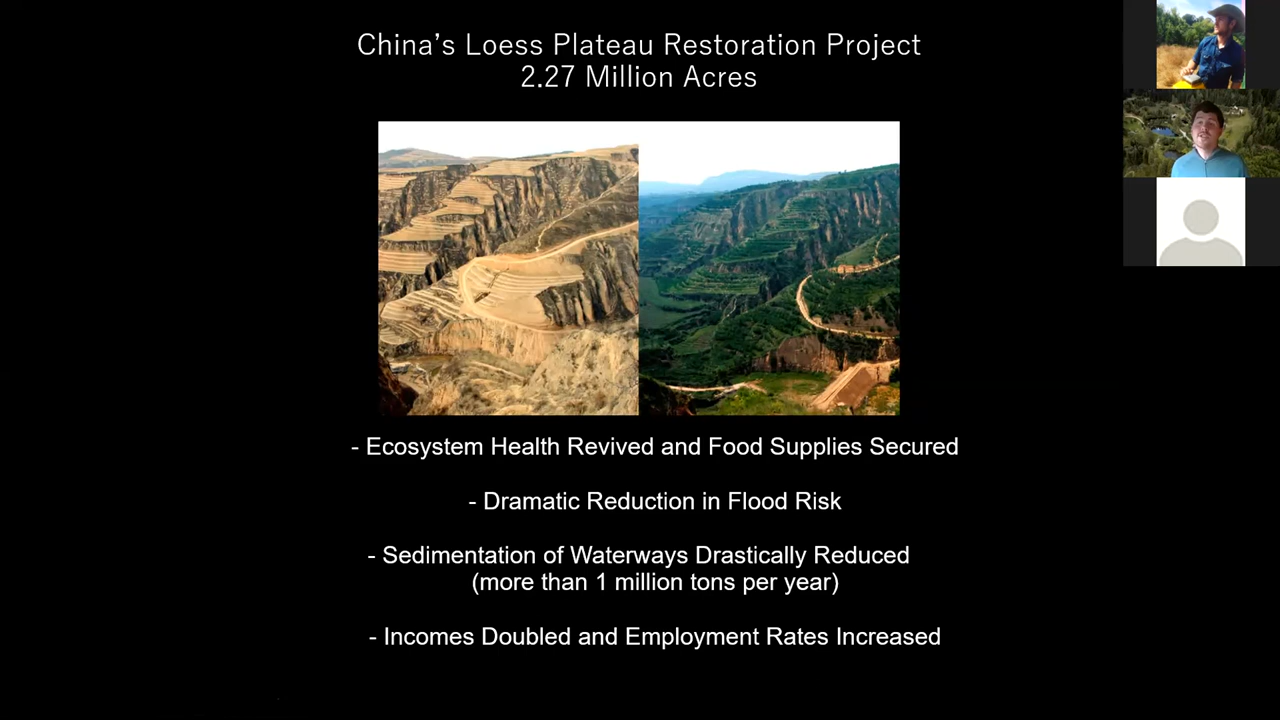 China's Loess Plateau Restoration Project
2.27 Million Acres
- Ecosystem Health Revived and Food Supplies Secured
- Dramatic Reduction in Flood Risk
- Sedimentation of Waterways Drastically Reduced
(more than 1 million tons per year)
- Incomes Doubled and Employment Rates Increased